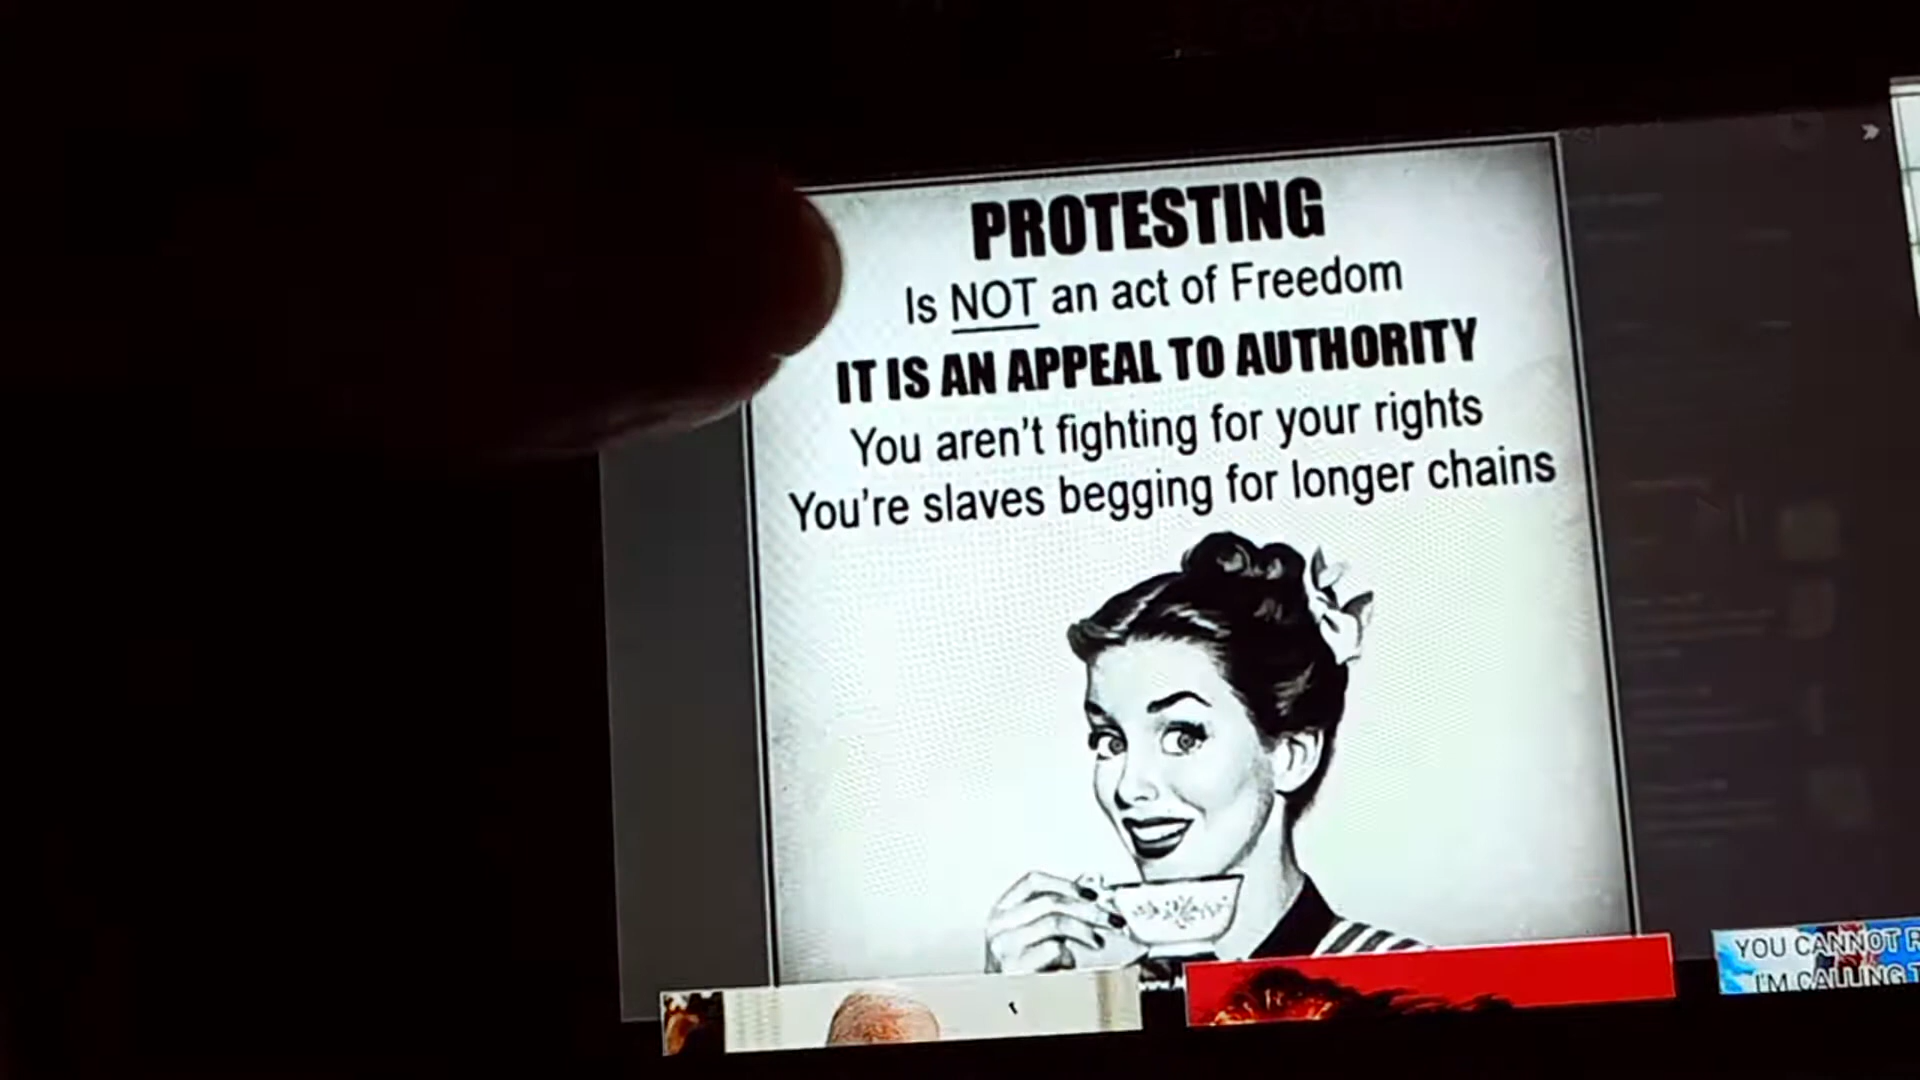 PROTESTING
Is NOT an act of Freedom
IT IS AN APPEAL TO AUTHORITY
You aren't fighting for your rights
You're slaves begging for longer chains
YOU CANNOT
I'M CALLING